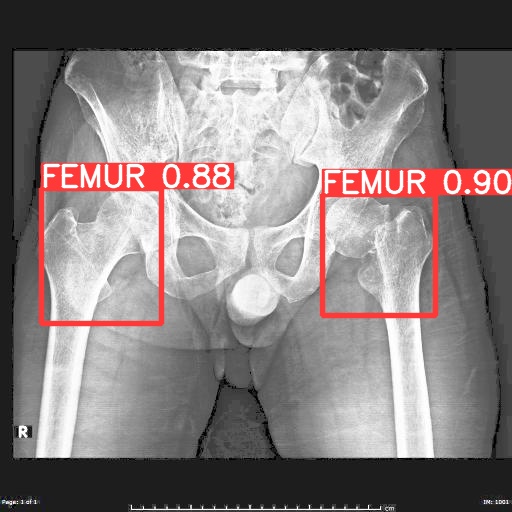 FEMUR 0.88
FEMUR 0.90
R
Page: 1 of 1
IM: 1001
cm